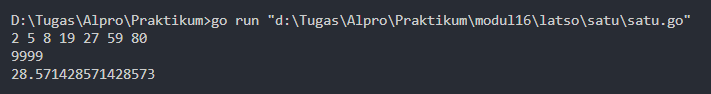 D:\Tugas\Alpro\Praktikum>go run "d:\Tugas\Alpro\Praktikum\modul16\latso\satu\satu.go"
2 5 8 19 27 59 80
9999
28.571428571428573